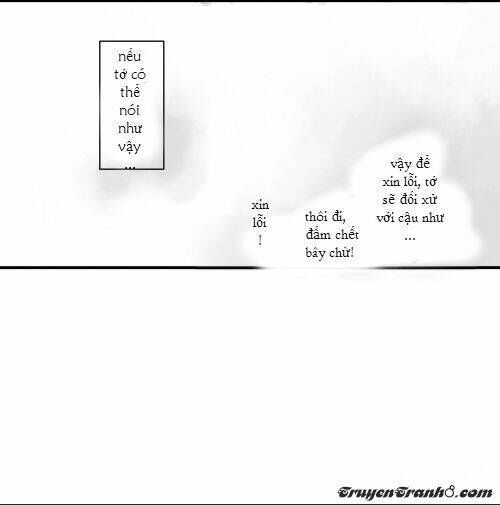 nếu
tớ có
thể
nói
như
vậy
...
vậy để
xin lỗi, tớ
sẽ đối xử
với cậu như
...
thôi đi,
đấm chết
bây chừ!
xin
lỗi
!
TruyenTranh8.com